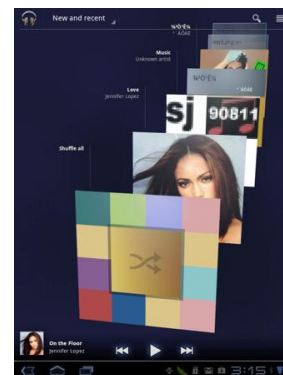 New and recent
Music
Unknown artist
Love
Jennifer Lopez
sj
90811
Shuffle all
On the Floor
Jennifer Lopez
3:15